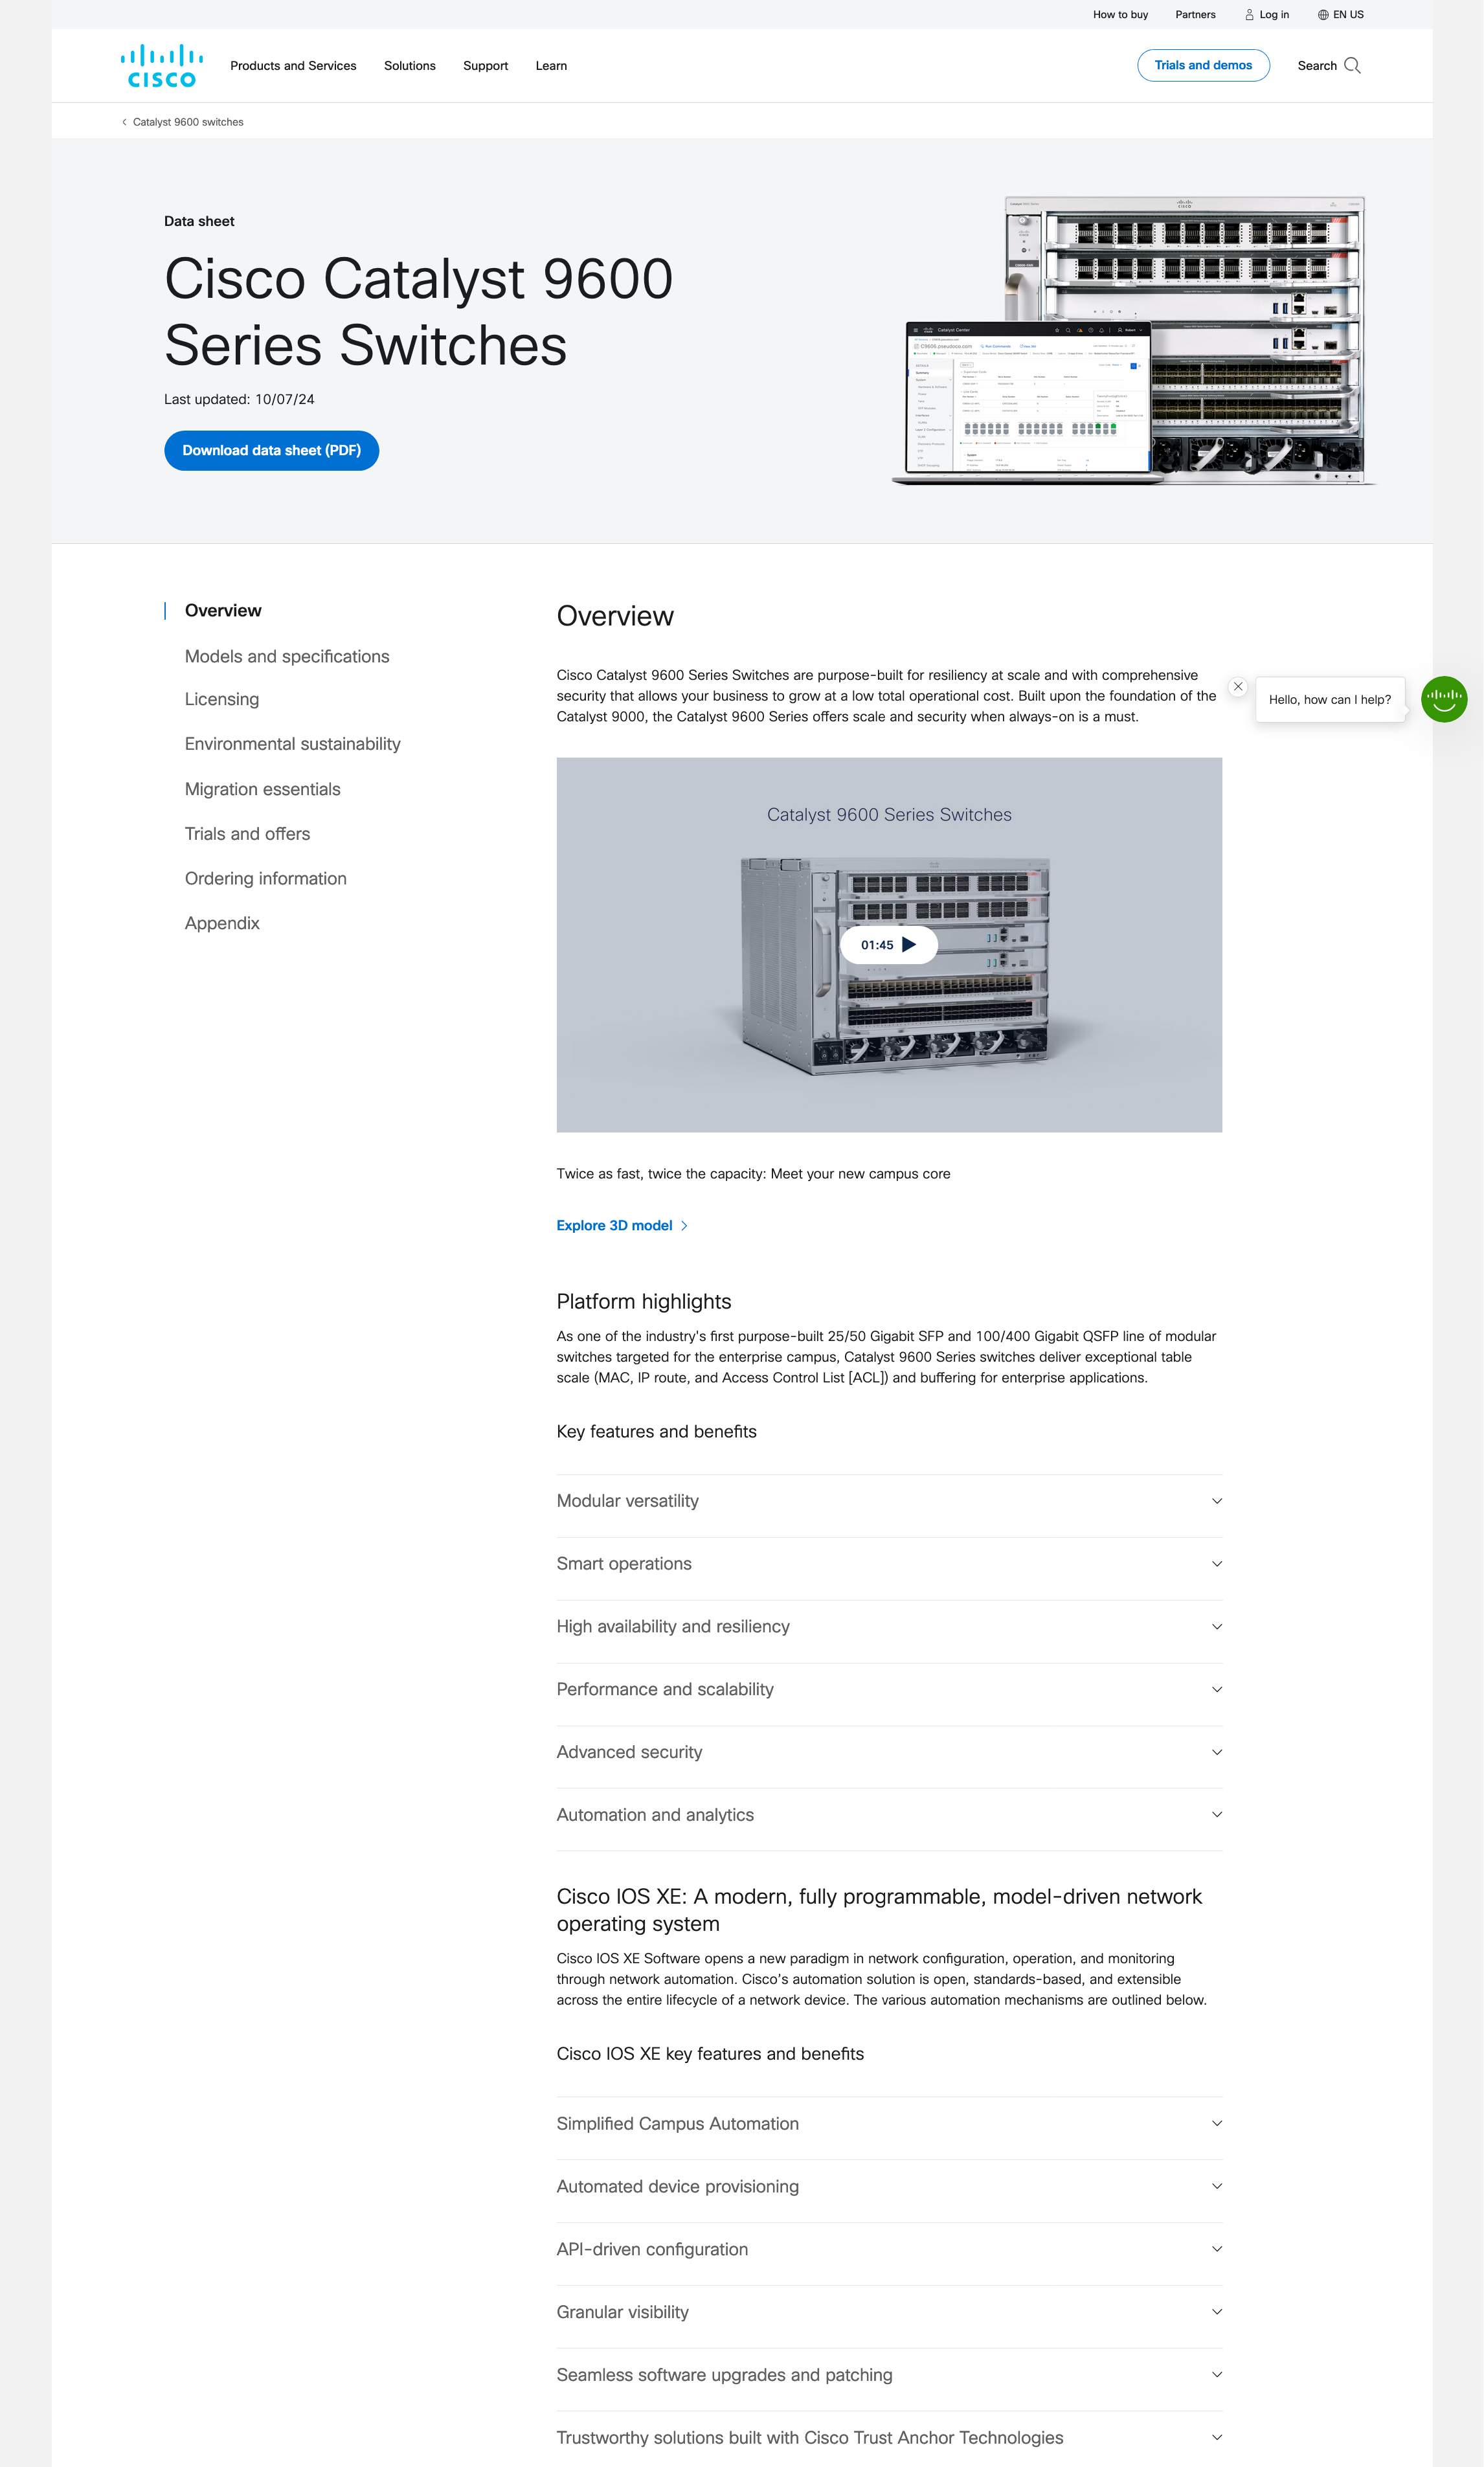 How to buy Partners Log in EN US
CISCO
Products and Services Solutions Support Learn Trials and demos Search
Catalyst 9600 switches
Data sheet
Cisco Catalyst 9600
Series Switches
Last updated: 10/07/24
Download data sheet (PDF)
Catalyst Center
Overview
Models and specifications
Licensing
Environmental sustainability
Migration essentials
Trials and offers
Ordering information
Appendix
Overview
Cisco Catalyst 9600 Series Switches are purpose-built for resiliency at scale and with comprehensive
security that allows your business to grow at a low total operational cost. Built upon the foundation of the
Catalyst 9000, the Catalyst 9600 Series offers scale and security when always-on is a must.
Hello, how can I help?
Catalyst 9600 Series Switches
01:45
Twice as fast, twice the capacity: Meet your new campus core
Explore 3D model
Platform highlights
As one of the industry's first purpose-built 25/50 Gigabit SFP and 100/400 Gigabit QSFP line of modular
switches targeted for the enterprise campus, Catalyst 9600 Series switches deliver exceptional table
scale (MAC, IP route, and Access Control List [ACL]) and buffering for enterprise applications.
Key features and benefits
Modular versatility
Smart operations
High availability and resiliency
Performance and scalability
Advanced security
Automation and analytics
Cisco IOS XE: A modern, fully programmable, model-driven network
operating system
Cisco IOS XE Software opens a new paradigm in network configuration, operation, and monitoring
through network automation. Cisco’s automation solution is open, standards-based, and extensible
across the entire lifecycle of a network device. The various automation mechanisms are outlined below.
Cisco IOS XE key features and benefits
Simplified Campus Automation
Automated device provisioning
API-driven configuration
Granular visibility
Seamless software upgrades and patching
Trustworthy solutions built with Cisco Trust Anchor Technologies